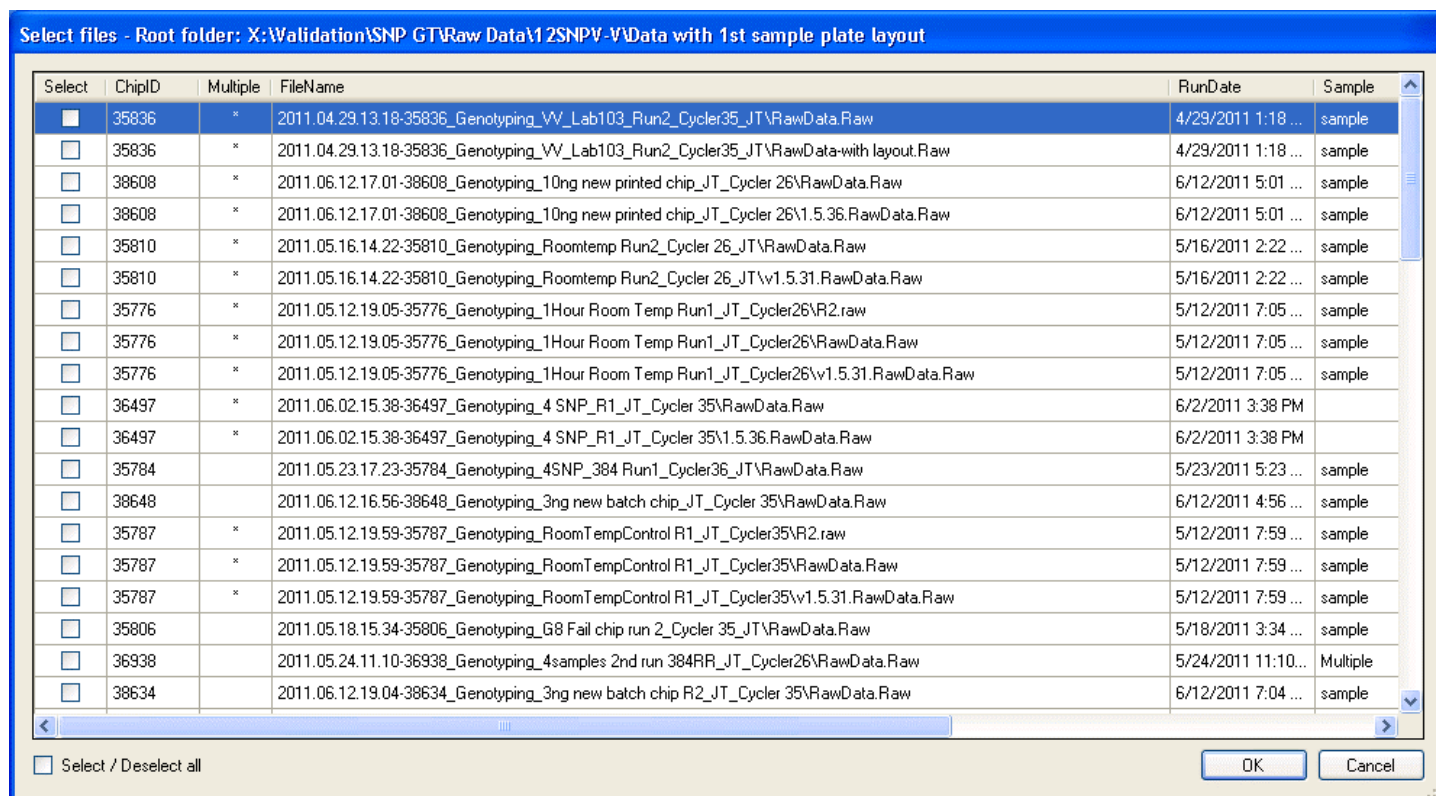 Select files - Root folder: X:\Validation\SNP GT\Raw Data\12SNPV-V\Data with 1st sample plate layout
Select ChipID Multiple FileName RunDate Sample
35836 * 2011.04.29.13.18-35836_Genotyping_VV_Lab103_Run2_Cycler35_JT\RawData.Raw 4/29/2011 1:18 ... sample
35836 * 2011.04.29.13.18-35836_Genotyping_VV_Lab103_Run2_Cycler35_JT\RawData-with layout.Raw 4/29/2011 1:18 ... sample
38608 * 2011.06.12.17.01-38608_Genotyping_10ng new printed chip_JT_Cycler 26\RawData.Raw 6/12/2011 5:01 ... sample
38608 * 2011.06.12.17.01-38608_Genotyping_10ng new printed chip_JT_Cycler 26\1.5.36.RawData.Raw 6/12/2011 5:01 ... sample
35810 * 2011.05.16.14.22-35810_Genotyping_Roomtemp Run2_Cycler 26_JT\RawData.Raw 5/16/2011 2:22 ... sample
35810 * 2011.05.16.14.22-35810_Genotyping_Roomtemp Run2_Cycler 26_JT\v1.5.31.RawData.Raw 5/16/2011 2:22 ... sample
35776 * 2011.05.12.19.05-35776_Genotyping_1Hour Room Temp Run1_JT_Cycler26\R2.raw 5/12/2011 7:05 ... sample
35776 * 2011.05.12.19.05-35776_Genotyping_1Hour Room Temp Run1_JT_Cycler26\RawData.Raw 5/12/2011 7:05 ... sample
35776 * 2011.05.12.19.05-35776_Genotyping_1Hour Room Temp Run1_JT_Cycler26\v1.5.31.RawData.Raw 5/12/2011 7:05 ... sample
36497 * 2011.06.02.15.38-36497_Genotyping_4 SNP_R1_JT_Cycler 35\RawData.Raw 6/2/2011 3:38 PM
36497 * 2011.06.02.15.38-36497_Genotyping_4 SNP_R1_JT_Cycler 35\1.5.36.RawData.Raw 6/2/2011 3:38 PM
35784 2011.05.23.17.23-35784_Genotyping_4SNP_384 Run1_Cycler36_JT\RawData.Raw 5/23/2011 5:23 ... sample
38648 2011.06.12.16.56-38648_Genotyping_3ng new batch chip_JT_Cycler 35\RawData.Raw 6/12/2011 4:56 ... sample
35787 * 2011.05.12.19.59-35787_Genotyping_RoomTempControl R1_JT_Cycler35\R2.raw 5/12/2011 7:59 ... sample
35787 * 2011.05.12.19.59-35787_Genotyping_RoomTempControl R1_JT_Cycler35\RawData.Raw 5/12/2011 7:59 ... sample
35787 * 2011.05.12.19.59-35787_Genotyping_RoomTempControl R1_JT_Cycler35\v1.5.31.RawData.Raw 5/12/2011 7:59 ... sample
35806 2011.05.18.15.34-35806_Genotyping_G8 Fail chip run 2_Cycler 35_JT\RawData.Raw 5/18/2011 3:34 ... sample
36938 2011.05.24.11.10-36938_Genotyping_4samples 2nd run 384RR_JT_Cycler26\RawData.Raw 5/24/2011 11:10... Multiple
38634 2011.06.12.19.04-38634_Genotyping_3ng new batch chip R2_JT_Cycler 35\RawData.Raw 6/12/2011 7:04 ... sample
Select / Deselect all OK Cancel